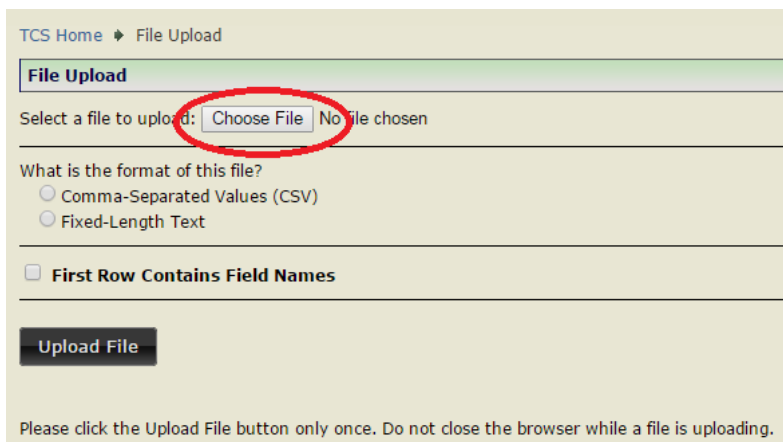 TCS Home File Upload
File Upload
Select a file to upload: Choose File No file chosen
What is the format of this file?
Comma-Separated Values (CSV)
Fixed-Length Text
First Row Contains Field Names
Upload File
Please click the Upload File button only once. Do not close the browser while a file is uploading.